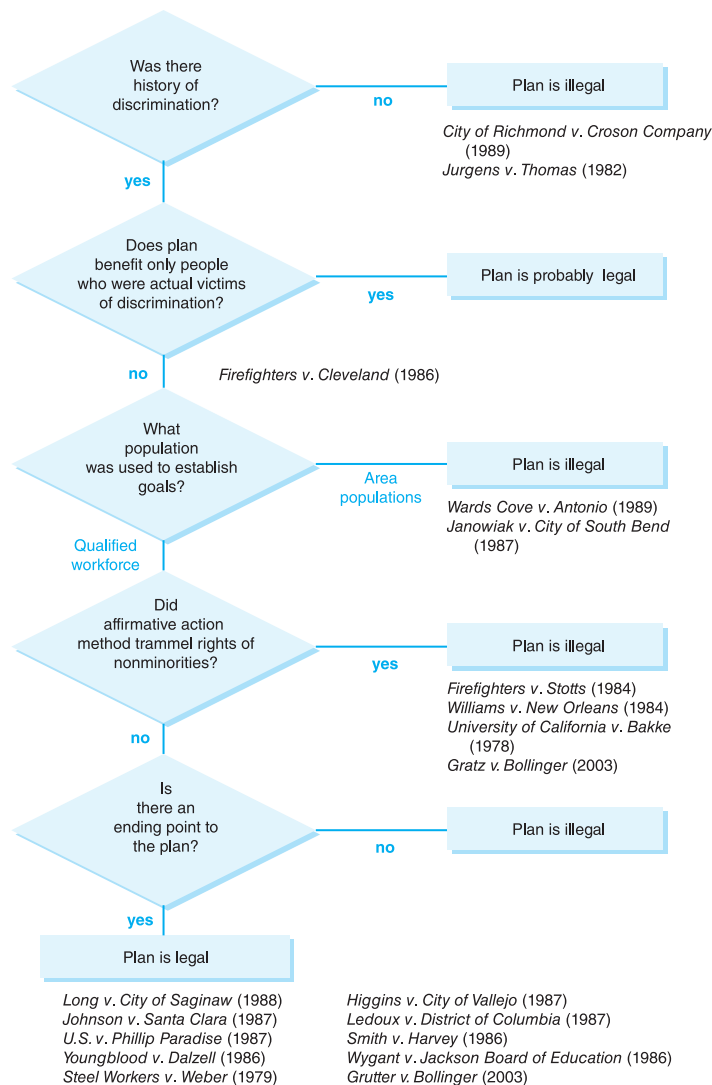 Was there
history of
discrimination?
no
Plan is illegal
City of Richmond v. Croson Company
(1989)
Jurgens v. Thomas (1982)
yes
Does plan
benefit only people
who were actual victims
of discrimination?
yes
Plan is probably legal
no
Firefighters v. Cleveland (1986)
What
population
was used to establish
goals?
Area
populations
Plan is illegal
Wards Cove v. Antonio (1989)
Janowiak v. City of South Bend
(1987)
Qualified
workforce
Did
affirmative action
method trammel rights of
nonminorities?
yes
Plan is illegal
Firefighters v. Stotts (1984)
Williams v. New Orleans (1984)
University of California v. Bakke
(1978)
Gratz v. Bollinger (2003)
no
Is
there an
ending point to
the plan?
no
Plan is illegal
yes
Plan is legal
Long v. City of Saginaw (1988)
Johnson v. Santa Clara (1987)
U.S. v. Phillip Paradise (1987)
Youngblood v. Dalzell (1986)
Steel Workers v. Weber (1979)
Higgins v. City of Vallejo (1987)
Ledoux v. District of Columbia (1987)
Smith v. Harvey (1986)
Wygant v. Jackson Board of Education (1986)
Grutter v. Bollinger (2003)